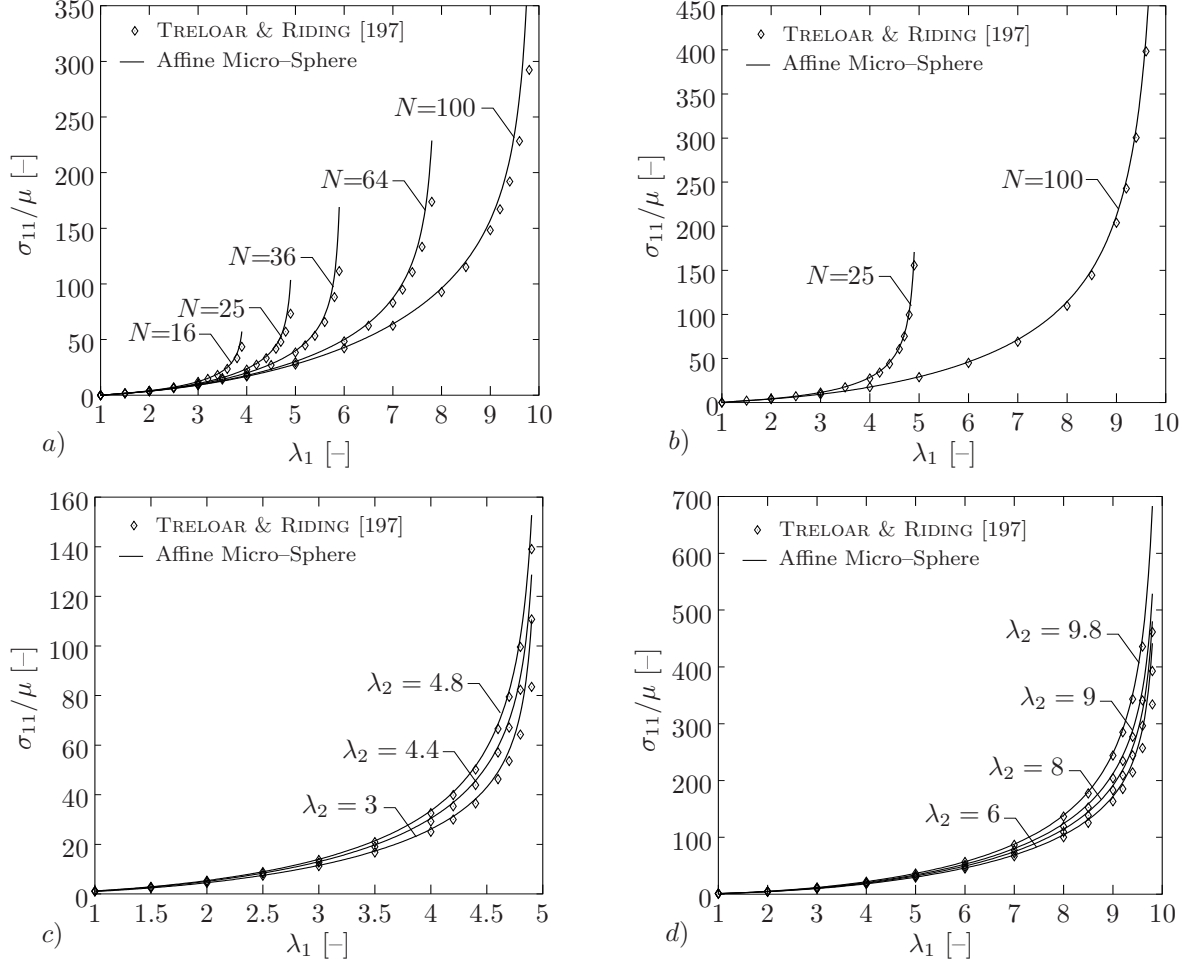 350
300
250
200
150
100
50
0
σ11/μ [–]
TRELOAR & RIDING [197]
Affine Micro–Sphere
N=100
N=64
N=36
N=25
N=16
1 2 3 4 5 6 7 8 9 10
a)
λ1 [–]
450
400
350
300
250
200
150
100
50
0
σ11/μ [–]
TRELOAR & RIDING [197]
Affine Micro–Sphere
N=100
N=25
1 2 3 4 5 6 7 8 9 10
b)
λ1 [–]
160
140
120
100
80
60
40
20
0
σ11/μ [–]
TRELOAR & RIDING [197]
Affine Micro–Sphere
λ2 = 4.8
λ2 = 4.4
λ2 = 3
1 1.5 2 2.5 3 3.5 4 4.5 5
c)
λ1 [–]
700
600
500
400
300
200
100
0
σ11/μ [–]
TRELOAR & RIDING [197]
Affine Micro–Sphere
λ2 = 9.8
λ2 = 9
λ2 = 8
λ2 = 6
1 2 3 4 5 6 7 8 9 10
d)
λ1 [–]